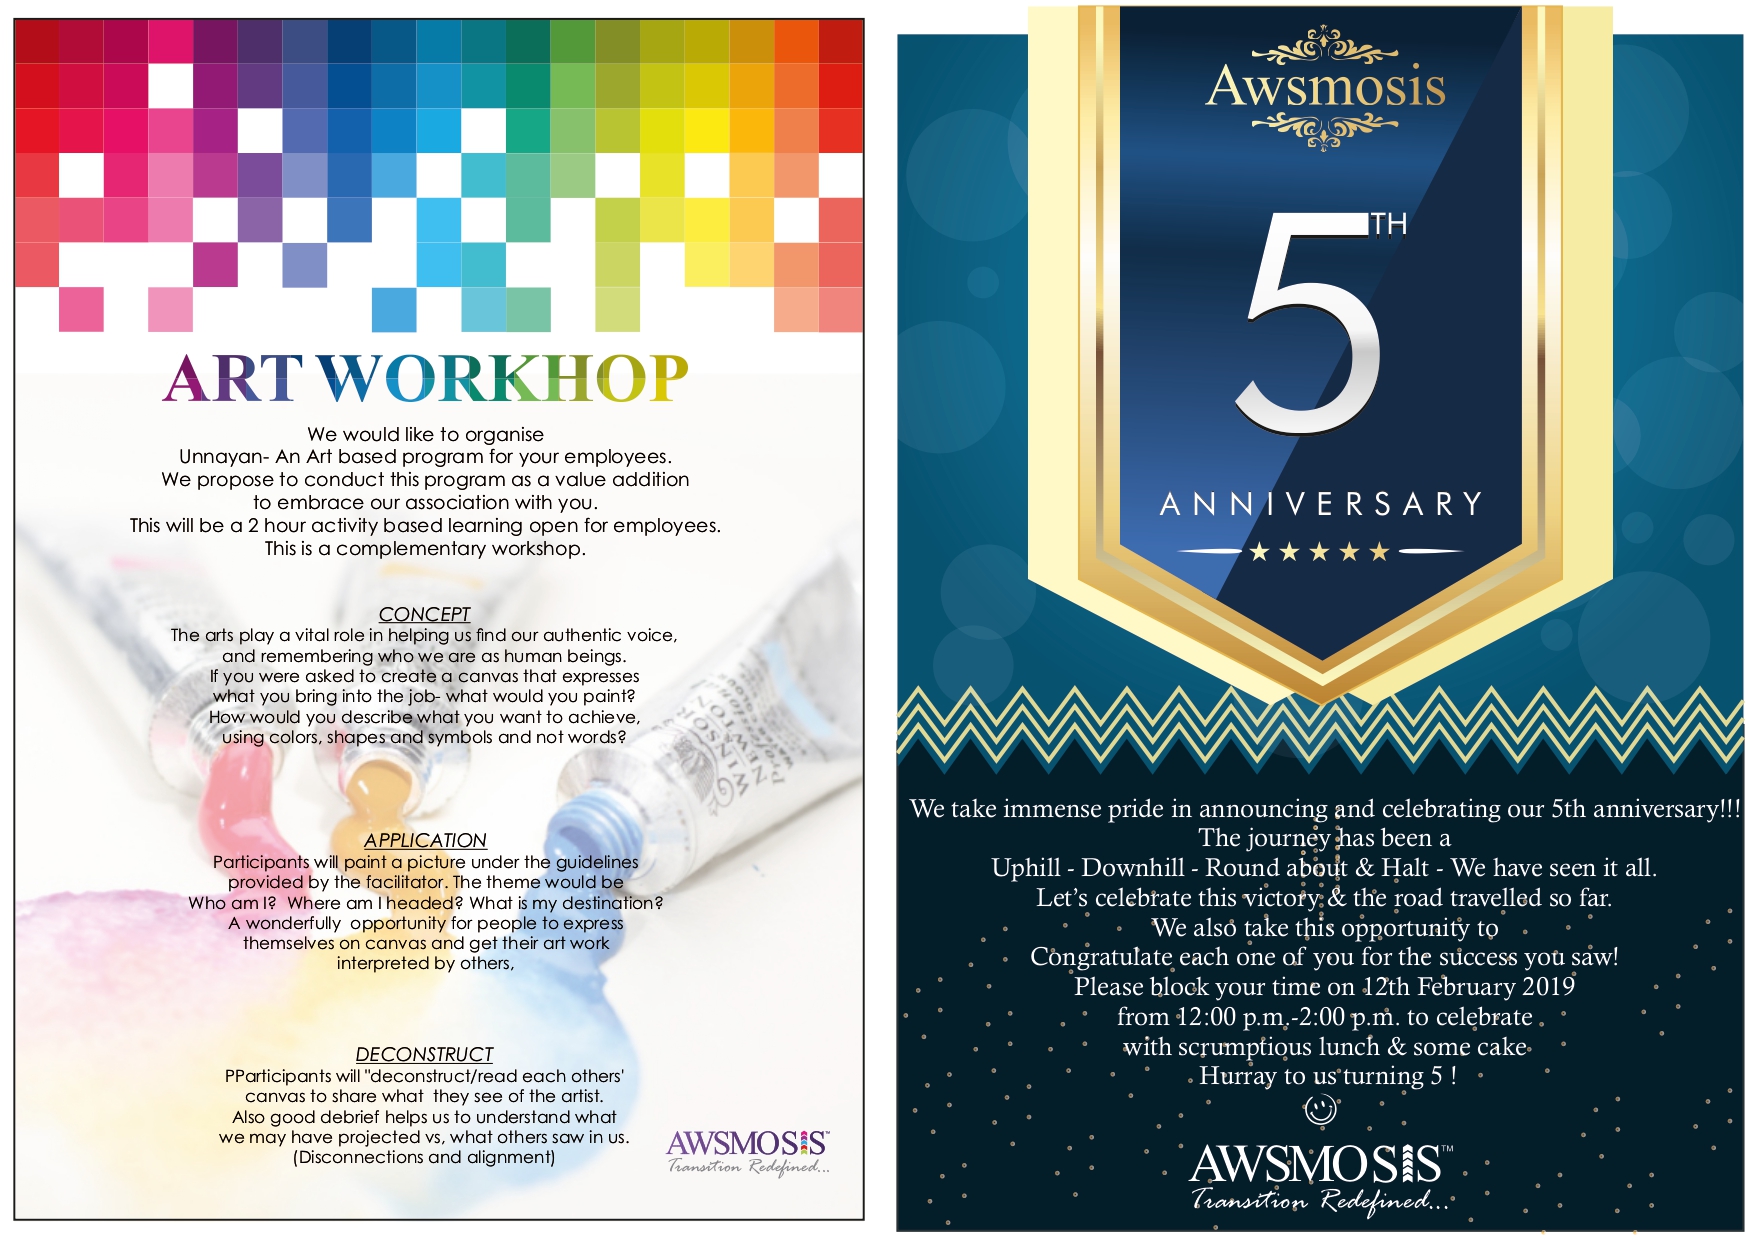 ART WORKHOP
We would like to organise
Unnayan- An Art based program for your employees.
We propose to conduct this program as a value addition
to embrace our association with you.
This will be a 2 hour activity based learning open for employees.
This is a complementary workshop.
CONCEPT
The arts play a vital role in helping us find our authentic voice,
and remembering who we are as human beings.
If you were asked to create a canvas that expresses
what you bring into the job- what would you paint?
How would you describe what you want to achieve,
using colors, shapes and symbols and not words?
APPLICATION
Participants will paint a picture under the guidelines
provided by the facilitator. The theme would be
Who am I?  Where am I headed? What is my destination?
A wonderfully  opportunity for people to express
themselves on canvas and get their art work
interpreted by others,
DECONSTRUCT
PParticipants will "deconstruct/read each others'
canvas to share what  they see of the artist.
Also good debrief helps us to understand what
we may have projected vs, what others saw in us.
(Disconnections and alignment)
AWSMOSIS™
Transition Redefined...
Awsmosis
5TH
ANNIVERSARY
We take immense pride in announcing and celebrating our 5th anniversary!!!
The journey has been a
Uphill - Downhill - Round about & Halt - We have seen it all.
Let's celebrate this victory & the road travelled so far.
We also take this opportunity to
Congratulate each one of you for the success you saw!
Please block your time on 12th February 2019
from 12:00 p.m.-2:00 p.m. to celebrate
with scrumptious lunch & some cake
Hurray to us turning 5 !
AWSMOSIS™
Transition Redefined...